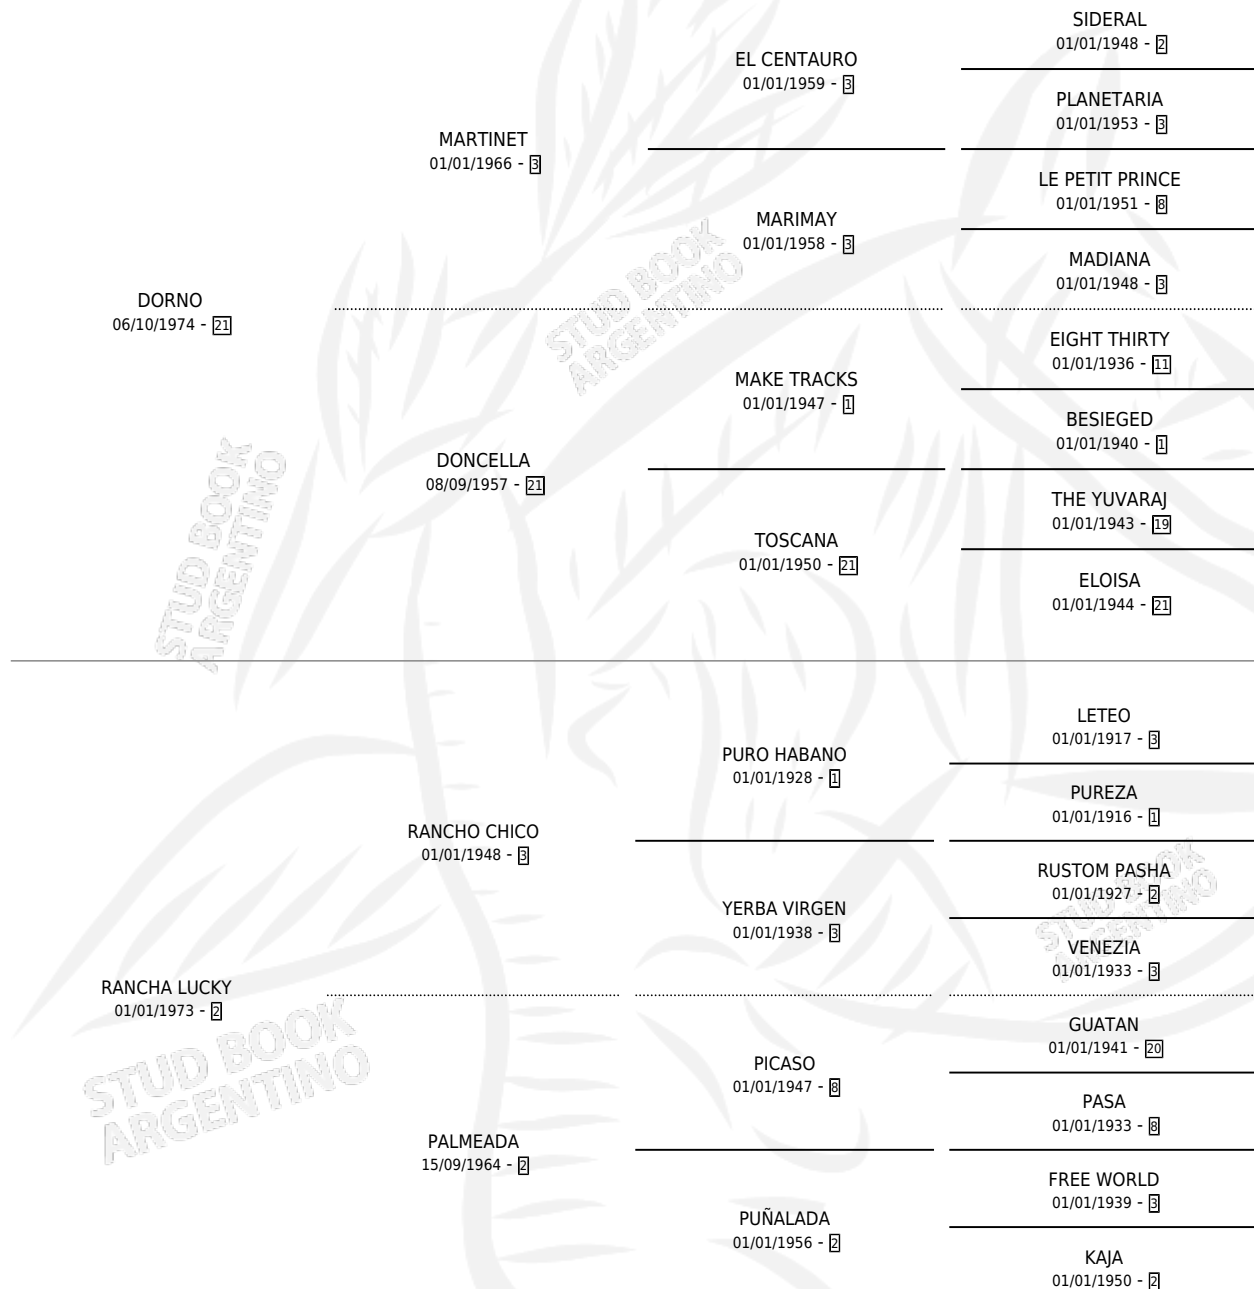 SIDERAL
01/01/1948 - 2
EL CENTAURO
01/01/1959 - 3
PLANETARIA
01/01/1953 - 3
MARTINET
01/01/1966 - 3
LE PETIT PRINCE
01/01/1951 - 8
MARIMAY
01/01/1958 - 3
MADIANA
01/01/1948 - 3
DORNO
06/10/1974 - 21
EIGHT THIRTY
01/01/1936 - 11
MAKE TRACKS
01/01/1947 - 1
BESIEGED
01/01/1940 - 1
DONCELLA
08/09/1957 - 21
THE YUVARAJ
01/01/1943 - 19
TOSCANA
01/01/1950 - 21
ELOISA
01/01/1944 - 21
STUD BOOK
ARGENTINO
STUD BOOK
ARGENTINO
LETEO
01/01/1917 - 3
PURO HABANO
01/01/1928 - 1
PUREZA
01/01/1916 - 1
RANCHO CHICO
01/01/1948 - 3
RUSTOM PASHA
01/01/1927 - 2
YERBA VIRGEN
01/01/1938 - 3
VENEZIA
01/01/1933 - 3
STUD BOOK
ARGENTINO
RANCHA LUCKY
01/01/1973 - 2
GUATAN
01/01/1941 - 20
PICASO
01/01/1947 - 8
PASA
01/01/1933 - 8
STUD BOOK
ARGENTINO
PALMEADA
15/09/1964 - 2
FREE WORLD
01/01/1939 - 3
PUÑALADA
01/01/1956 - 2
KAJA
01/01/1950 - 2